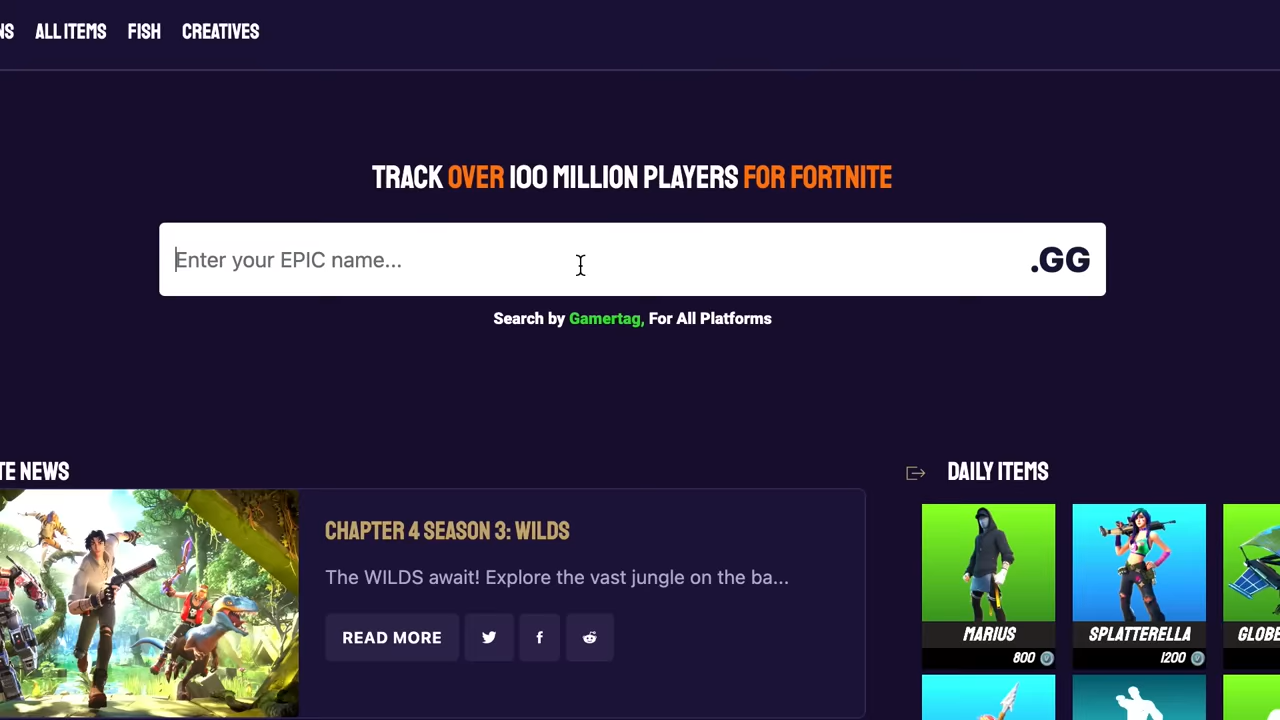 ALL ITEMS FISH CREATIVES
TRACK OVER 100 MILLION PLAYERS FOR FORTNITE
Enter your EPIC name... .GG
Search by Gamertag, For All Platforms
NEWS
DAILY ITEMS
CHAPTER 4 SEASON 3: WILDS
The WILDS await! Explore the vast jungle on the ba...
READ MORE
MARIUS
800
SPLATTERELLA
1200